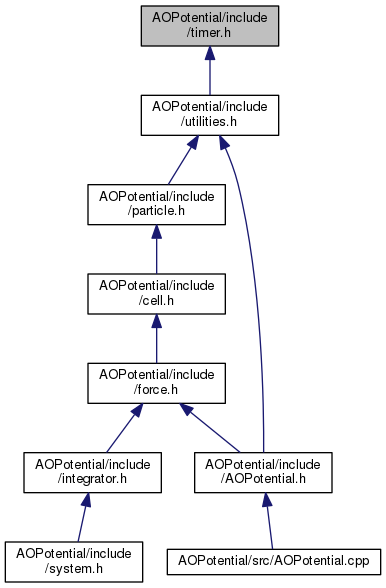 AOPotential/include
/timer.h
AOPotential/include
/utilities.h
AOPotential/include
/particle.h
AOPotential/include
/cell.h
AOPotential/include
/force.h
AOPotential/include
/integrator.h
AOPotential/include
/AOPotential.h
AOPotential/include
/system.h
AOPotential/src/AOPotential.cpp